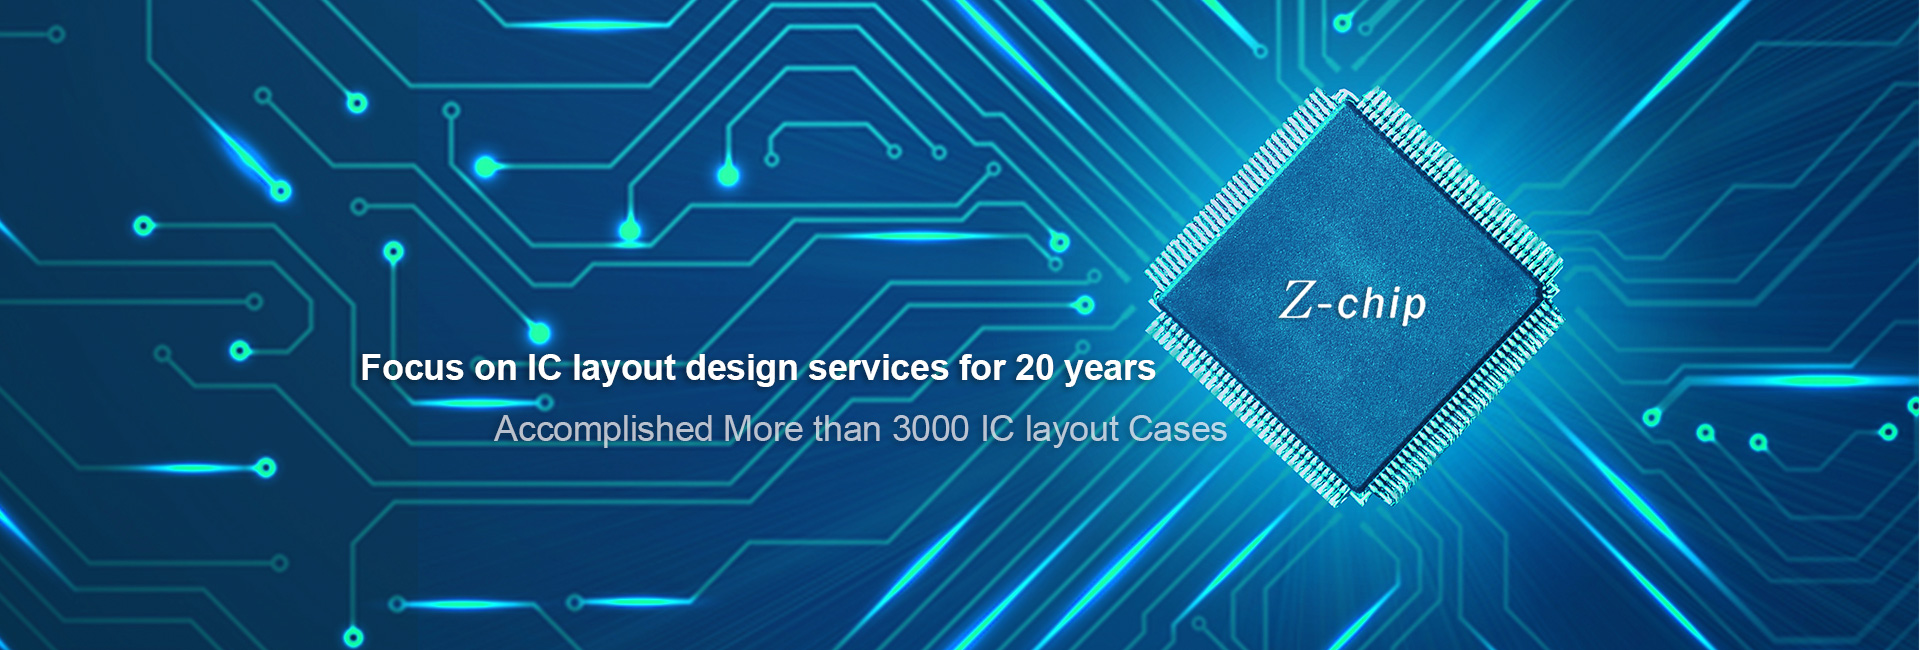 Z-chip
Focus on IC layout design services for 20 years
Accomplished More than 3000 IC layout Cases